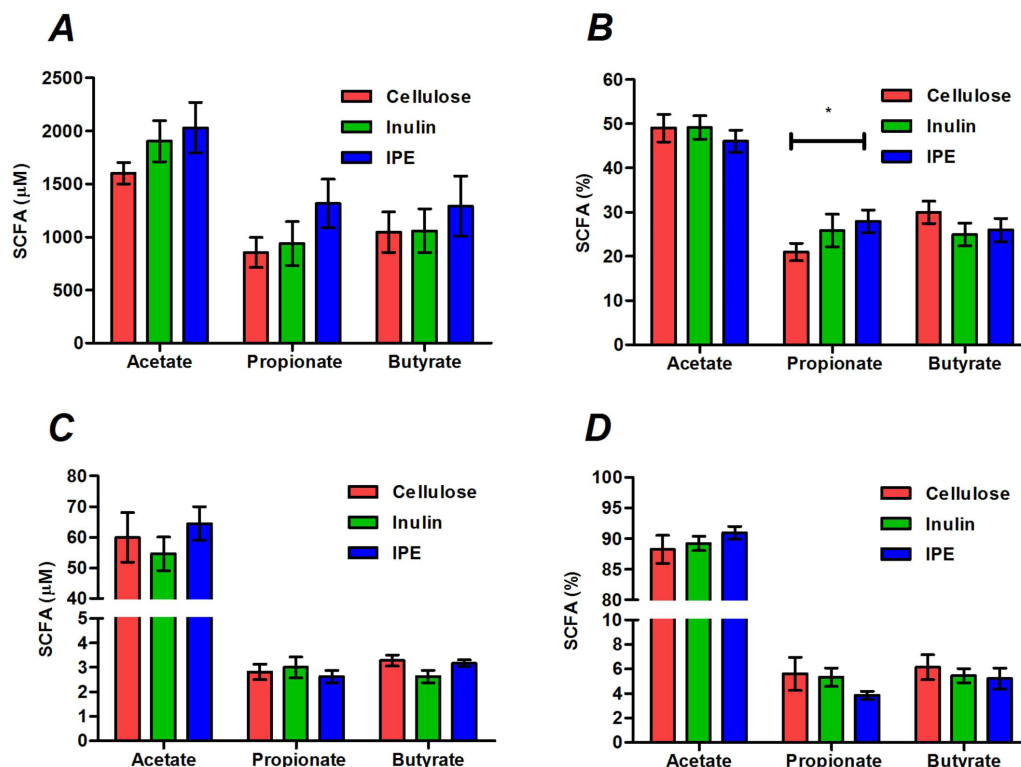 A
SCFA (µM)
2500
2000
1500
1000
500
0
Cellulose
Inulin
IPE
Acetate
Propionate
Butyrate
B
SCFA (%)
60
50
40
30
20
10
0
*
Cellulose
Inulin
IPE
Acetate
Propionate
Butyrate
C
SCFA (µM)
80
70
60
50
40
5
4
3
2
1
0
Cellulose
Inulin
IPE
Acetate
Propionate
Butyrate
D
SCFA (%)
100
95
90
85
80
10
8
6
4
2
0
Cellulose
Inulin
IPE
Acetate
Propionate
Butyrate